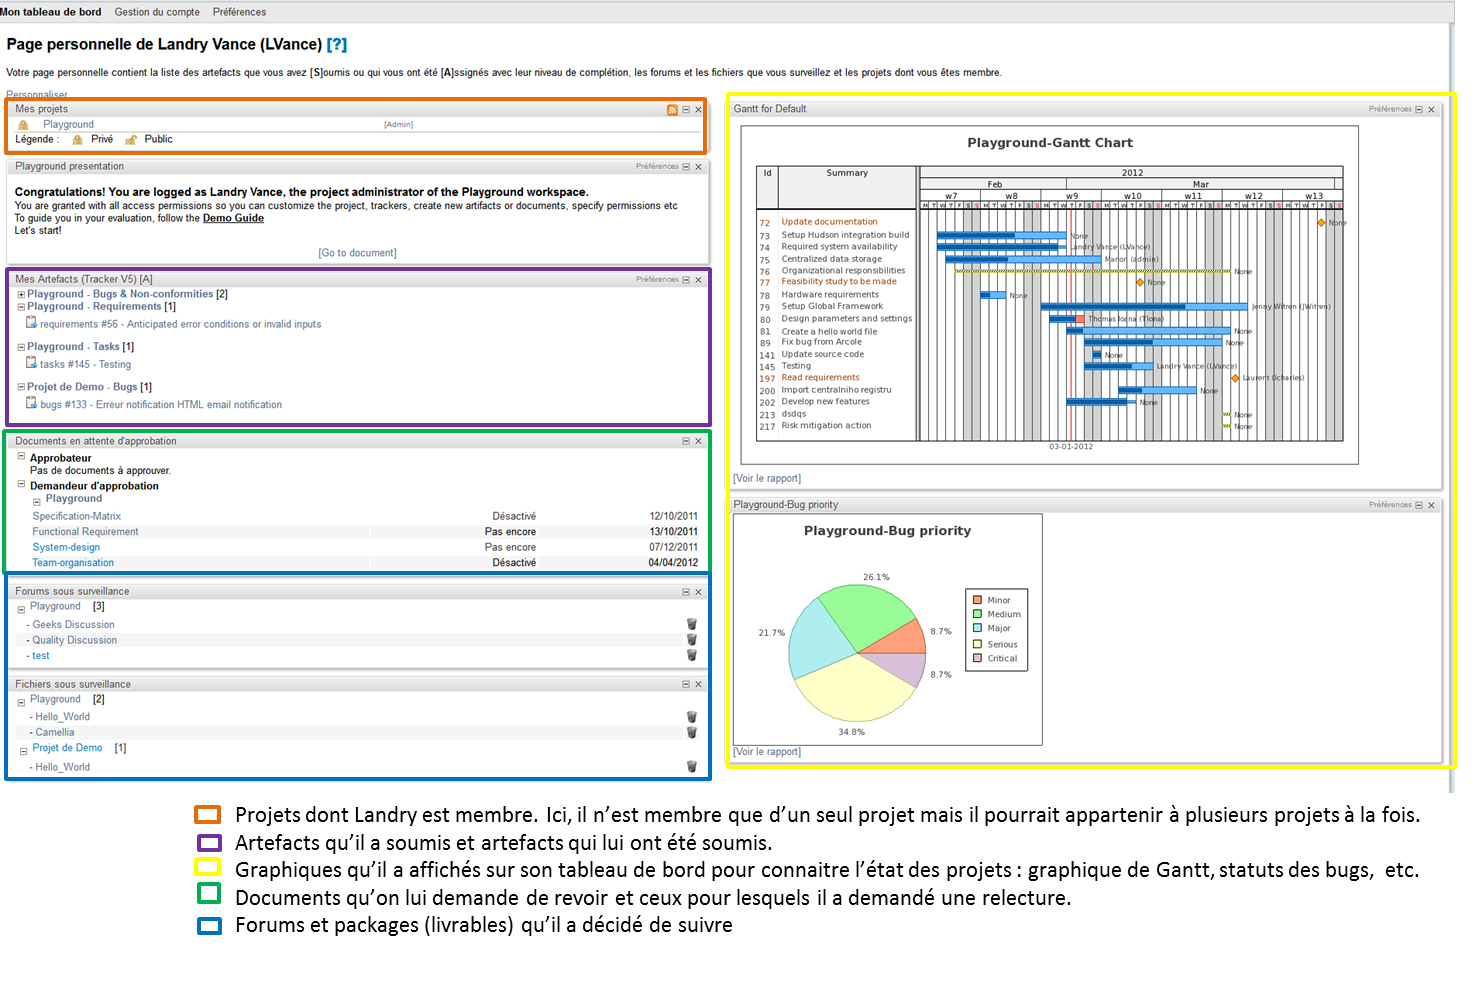 Mon tableau de bord Gestion du compte Préférences
Page personnelle de Landry Vance (LVance) [?]
Votre page personnelle contient la liste des artefacts que vous avez [S]oumis ou qui vous ont été [A]ssignés avec leur niveau de complétion, les forums et les fichiers que vous surveillez et les projets dont vous êtes membre.
Personnaliser
Mes projets
Playground [Admin]
Légende : Privé Public
Playground presentation Préférences
Congratulations! You are logged as Landry Vance, the project administrator of the Playground workspace.
You are granted with all access permissions so you can customize the project, trackers, create new artifacts or documents, specify permissions etc
To guide you in your evaluation, follow the Demo Guide
Let's start!
[Go to document]
Mes Artefacts (Tracker V5) [A] Préférences
Playground - Bugs & Non-conformities [2]
Playground - Requirements [1]
requirements #56 - Anticipated error conditions or invalid inputs
Playground - Tasks [1]
tasks #145 - Testing
Projet de Demo - Bugs [1]
bugs #133 - Erreur notification HTML email notification
Documents en attente d'approbation
Approbateur
Pas de documents à approuver.
Demandeur d'approbation
Playground
Specification-Matrix Désactivé 12/10/2011
Functional Requirement Pas encore 13/10/2011
System-design Pas encore 07/12/2011
Team-organisation Désactivé 04/04/2012
Forums sous surveillance
Playground [3]
- Geeks Discussion
- Quality Discussion
- test
Fichiers sous surveillance
Playground [2]
- Hello_World
- Camellia
Projet de Demo [1]
- Hello_World
Gantt for Default Préférences
Playground-Gantt Chart
Id Summary 2012
Feb Mar
w7 w8 w9 w10 w11 w12 w13
M T W T F S S M T W T F S S M T W T F S S M T W T F S S M T W T F S S M T W T F S S M T W T F S S
72 Update documentation None
73 Setup Hudson integration build None
74 Required system availability Landry Vance (LVance)
75 Centralized data storage Manon (admin)
76 Organizational responsibilities None
77 Feasibility study to be made None
78 Hardware requirements None
79 Setup Global Framework Jenny Witren (JWitren)
80 Design parameters and settings Thomas Ioana (TIona)
81 Create a hello world file None
89 Fix bug from Arcole None
141 Update source code None
145 Testing Landry Vance (LVance)
197 Read requirements Laurent (lcharles)
200 Import centralniho registru None
202 Develop new features None
213 dsdqs None
217 Risk mitigation action None
03-01-2012
[Voir le rapport]
Playground-Bug priority Préférences
Playground-Bug priority
26.1%
21.7%
8.7%
8.7%
34.8%
Minor
Medium
Major
Serious
Critical
[Voir le rapport]
Projets dont Landry est membre. Ici, il n’est membre que d’un seul projet mais il pourrait appartenir à plusieurs projets à la fois.
Artefacts qu’il a soumis et artefacts qui lui ont été soumis.
Graphiques qu’il a affichés sur son tableau de bord pour connaitre l’état des projets : graphique de Gantt, statuts des bugs, etc.
Documents qu’on lui demande de revoir et ceux pour lesquels il a demandé une relecture.
Forums et packages (livrables) qu’il a décidé de suivre